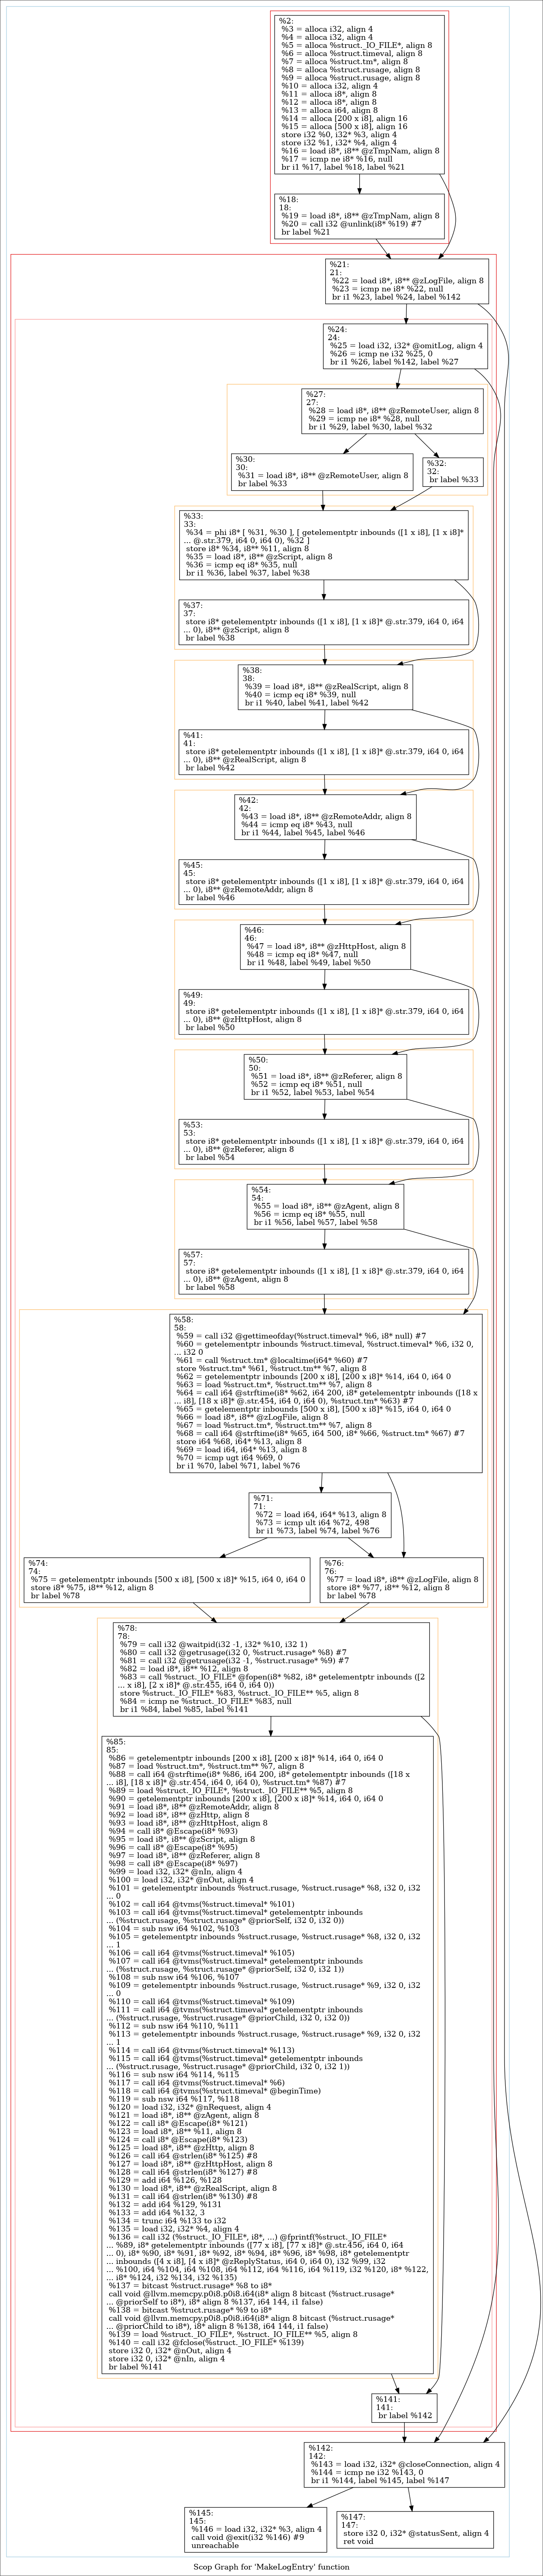 %2:
%3 = alloca i32, align 4
%4 = alloca i32, align 4
%5 = alloca %struct._IO_FILE*, align 8
%6 = alloca %struct.timeval, align 8
%7 = alloca %struct.tm*, align 8
%8 = alloca %struct.rusage, align 8
%9 = alloca %struct.rusage, align 8
%10 = alloca i32, align 4
%11 = alloca i8*, align 8
%12 = alloca i8*, align 8
%13 = alloca i64, align 8
%14 = alloca [200 x i8], align 16
%15 = alloca [500 x i8], align 16
store i32 %0, i32* %3, align 4
store i32 %1, i32* %4, align 4
%16 = load i8*, i8** @zTmpNam, align 8
%17 = icmp ne i8* %16, null
br i1 %17, label %18, label %21
%18:
18:
%19 = load i8*, i8** @zTmpNam, align 8
%20 = call i32 @unlink(i8* %19) #7
br label %21
%21:
21:
%22 = load i8*, i8** @zLogFile, align 8
%23 = icmp ne i8* %22, null
br i1 %23, label %24, label %142
%24:
24:
%25 = load i32, i32* @omitLog, align 4
%26 = icmp ne i32 %25, 0
br i1 %26, label %142, label %27
%27:
27:
%28 = load i8*, i8** @zRemoteUser, align 8
%29 = icmp ne i8* %28, null
br i1 %29, label %30, label %32
%30:
30:
%31 = load i8*, i8** @zRemoteUser, align 8
br label %33
%32:
32:
br label %33
%33:
33:
%34 = phi i8* [ %31, %30 ], [ getelementptr inbounds ([1 x i8], [1 x i8]*
... @.str.379, i64 0, i64 0), %32 ]
store i8* %34, i8** %11, align 8
%35 = load i8*, i8** @zScript, align 8
%36 = icmp eq i8* %35, null
br i1 %36, label %37, label %38
%37:
37:
store i8* getelementptr inbounds ([1 x i8], [1 x i8]* @.str.379, i64 0, i64
... 0), i8** @zScript, align 8
br label %38
%38:
38:
%39 = load i8*, i8** @zRealScript, align 8
%40 = icmp eq i8* %39, null
br i1 %40, label %41, label %42
%41:
41:
store i8* getelementptr inbounds ([1 x i8], [1 x i8]* @.str.379, i64 0, i64
... 0), i8** @zRealScript, align 8
br label %42
%42:
42:
%43 = load i8*, i8** @zRemoteAddr, align 8
%44 = icmp eq i8* %43, null
br i1 %44, label %45, label %46
%45:
45:
store i8* getelementptr inbounds ([1 x i8], [1 x i8]* @.str.379, i64 0, i64
... 0), i8** @zRemoteAddr, align 8
br label %46
%46:
46:
%47 = load i8*, i8** @zHttpHost, align 8
%48 = icmp eq i8* %47, null
br i1 %48, label %49, label %50
%49:
49:
store i8* getelementptr inbounds ([1 x i8], [1 x i8]* @.str.379, i64 0, i64
... 0), i8** @zHttpHost, align 8
br label %50
%50:
50:
%51 = load i8*, i8** @zReferer, align 8
%52 = icmp eq i8* %51, null
br i1 %52, label %53, label %54
%53:
53:
store i8* getelementptr inbounds ([1 x i8], [1 x i8]* @.str.379, i64 0, i64
... 0), i8** @zReferer, align 8
br label %54
%54:
54:
%55 = load i8*, i8** @zAgent, align 8
%56 = icmp eq i8* %55, null
br i1 %56, label %57, label %58
%57:
57:
store i8* getelementptr inbounds ([1 x i8], [1 x i8]* @.str.379, i64 0, i64
... 0), i8** @zAgent, align 8
br label %58
%58:
58:
%59 = call i32 @gettimeofday(%struct.timeval* %6, i8* null) #7
%60 = getelementptr inbounds %struct.timeval, %struct.timeval* %6, i32 0,
... i32 0
%61 = call %struct.tm* @localtime(i64* %60) #7
store %struct.tm* %61, %struct.tm** %7, align 8
%62 = getelementptr inbounds [200 x i8], [200 x i8]* %14, i64 0, i64 0
%63 = load %struct.tm*, %struct.tm** %7, align 8
%64 = call i64 @strftime(i8* %62, i64 200, i8* getelementptr inbounds ([18 x
... i8], [18 x i8]* @.str.454, i64 0, i64 0), %struct.tm* %63) #7
%65 = getelementptr inbounds [500 x i8], [500 x i8]* %15, i64 0, i64 0
%66 = load i8*, i8** @zLogFile, align 8
%67 = load %struct.tm*, %struct.tm** %7, align 8
%68 = call i64 @strftime(i8* %65, i64 500, i8* %66, %struct.tm* %67) #7
store i64 %68, i64* %13, align 8
%69 = load i64, i64* %13, align 8
%70 = icmp ugt i64 %69, 0
br i1 %70, label %71, label %76
%71:
71:
%72 = load i64, i64* %13, align 8
%73 = icmp ult i64 %72, 498
br i1 %73, label %74, label %76
%74:
74:
%75 = getelementptr inbounds [500 x i8], [500 x i8]* %15, i64 0, i64 0
store i8* %75, i8** %12, align 8
br label %78
%76:
76:
%77 = load i8*, i8** @zLogFile, align 8
store i8* %77, i8** %12, align 8
br label %78
%78:
78:
%79 = call i32 @waitpid(i32 -1, i32* %10, i32 1)
%80 = call i32 @getrusage(i32 0, %struct.rusage* %8) #7
%81 = call i32 @getrusage(i32 -1, %struct.rusage* %9) #7
%82 = load i8*, i8** %12, align 8
%83 = call %struct._IO_FILE* @fopen(i8* %82, i8* getelementptr inbounds ([2
... x i8], [2 x i8]* @.str.455, i64 0, i64 0))
store %struct._IO_FILE* %83, %struct._IO_FILE** %5, align 8
%84 = icmp ne %struct._IO_FILE* %83, null
br i1 %84, label %85, label %141
%85:
85:
%86 = getelementptr inbounds [200 x i8], [200 x i8]* %14, i64 0, i64 0
%87 = load %struct.tm*, %struct.tm** %7, align 8
%88 = call i64 @strftime(i8* %86, i64 200, i8* getelementptr inbounds ([18 x
... i8], [18 x i8]* @.str.454, i64 0, i64 0), %struct.tm* %87) #7
%89 = load %struct._IO_FILE*, %struct._IO_FILE** %5, align 8
%90 = getelementptr inbounds [200 x i8], [200 x i8]* %14, i64 0, i64 0
%91 = load i8*, i8** @zRemoteAddr, align 8
%92 = load i8*, i8** @zHttp, align 8
%93 = load i8*, i8** @zHttpHost, align 8
%94 = call i8* @Escape(i8* %93)
%95 = load i8*, i8** @zScript, align 8
%96 = call i8* @Escape(i8* %95)
%97 = load i8*, i8** @zReferer, align 8
%98 = call i8* @Escape(i8* %97)
%99 = load i32, i32* @nIn, align 4
%100 = load i32, i32* @nOut, align 4
%101 = getelementptr inbounds %struct.rusage, %struct.rusage* %8, i32 0, i32
... 0
%102 = call i64 @tvms(%struct.timeval* %101)
%103 = call i64 @tvms(%struct.timeval* getelementptr inbounds
... (%struct.rusage, %struct.rusage* @priorSelf, i32 0, i32 0))
%104 = sub nsw i64 %102, %103
%105 = getelementptr inbounds %struct.rusage, %struct.rusage* %8, i32 0, i32
... 1
%106 = call i64 @tvms(%struct.timeval* %105)
%107 = call i64 @tvms(%struct.timeval* getelementptr inbounds
... (%struct.rusage, %struct.rusage* @priorSelf, i32 0, i32 1))
%108 = sub nsw i64 %106, %107
%109 = getelementptr inbounds %struct.rusage, %struct.rusage* %9, i32 0, i32
... 0
%110 = call i64 @tvms(%struct.timeval* %109)
%111 = call i64 @tvms(%struct.timeval* getelementptr inbounds
... (%struct.rusage, %struct.rusage* @priorChild, i32 0, i32 0))
%112 = sub nsw i64 %110, %111
%113 = getelementptr inbounds %struct.rusage, %struct.rusage* %9, i32 0, i32
... 1
%114 = call i64 @tvms(%struct.timeval* %113)
%115 = call i64 @tvms(%struct.timeval* getelementptr inbounds
... (%struct.rusage, %struct.rusage* @priorChild, i32 0, i32 1))
%116 = sub nsw i64 %114, %115
%117 = call i64 @tvms(%struct.timeval* %6)
%118 = call i64 @tvms(%struct.timeval* @beginTime)
%119 = sub nsw i64 %117, %118
%120 = load i32, i32* @nRequest, align 4
%121 = load i8*, i8** @zAgent, align 8
%122 = call i8* @Escape(i8* %121)
%123 = load i8*, i8** %11, align 8
%124 = call i8* @Escape(i8* %123)
%125 = load i8*, i8** @zHttp, align 8
%126 = call i64 @strlen(i8* %125) #8
%127 = load i8*, i8** @zHttpHost, align 8
%128 = call i64 @strlen(i8* %127) #8
%129 = add i64 %126, %128
%130 = load i8*, i8** @zRealScript, align 8
%131 = call i64 @strlen(i8* %130) #8
%132 = add i64 %129, %131
%133 = add i64 %132, 3
%134 = trunc i64 %133 to i32
%135 = load i32, i32* %4, align 4
%136 = call i32 (%struct._IO_FILE*, i8*, ...) @fprintf(%struct._IO_FILE*
... %89, i8* getelementptr inbounds ([77 x i8], [77 x i8]* @.str.456, i64 0, i64
... 0), i8* %90, i8* %91, i8* %92, i8* %94, i8* %96, i8* %98, i8* getelementptr
... inbounds ([4 x i8], [4 x i8]* @zReplyStatus, i64 0, i64 0), i32 %99, i32
... %100, i64 %104, i64 %108, i64 %112, i64 %116, i64 %119, i32 %120, i8* %122,
... i8* %124, i32 %134, i32 %135)
%137 = bitcast %struct.rusage* %8 to i8*
call void @llvm.memcpy.p0i8.p0i8.i64(i8* align 8 bitcast (%struct.rusage*
... @priorSelf to i8*), i8* align 8 %137, i64 144, i1 false)
%138 = bitcast %struct.rusage* %9 to i8*
call void @llvm.memcpy.p0i8.p0i8.i64(i8* align 8 bitcast (%struct.rusage*
... @priorChild to i8*), i8* align 8 %138, i64 144, i1 false)
%139 = load %struct._IO_FILE*, %struct._IO_FILE** %5, align 8
%140 = call i32 @fclose(%struct._IO_FILE* %139)
store i32 0, i32* @nOut, align 4
store i32 0, i32* @nIn, align 4
br label %141
%141:
141:
br label %142
%142:
142:
%143 = load i32, i32* @closeConnection, align 4
%144 = icmp ne i32 %143, 0
br i1 %144, label %145, label %147
%145:
145:
%146 = load i32, i32* %3, align 4
call void @exit(i32 %146) #9
unreachable
%147:
147:
store i32 0, i32* @statusSent, align 4
ret void
Scop Graph for 'MakeLogEntry' function